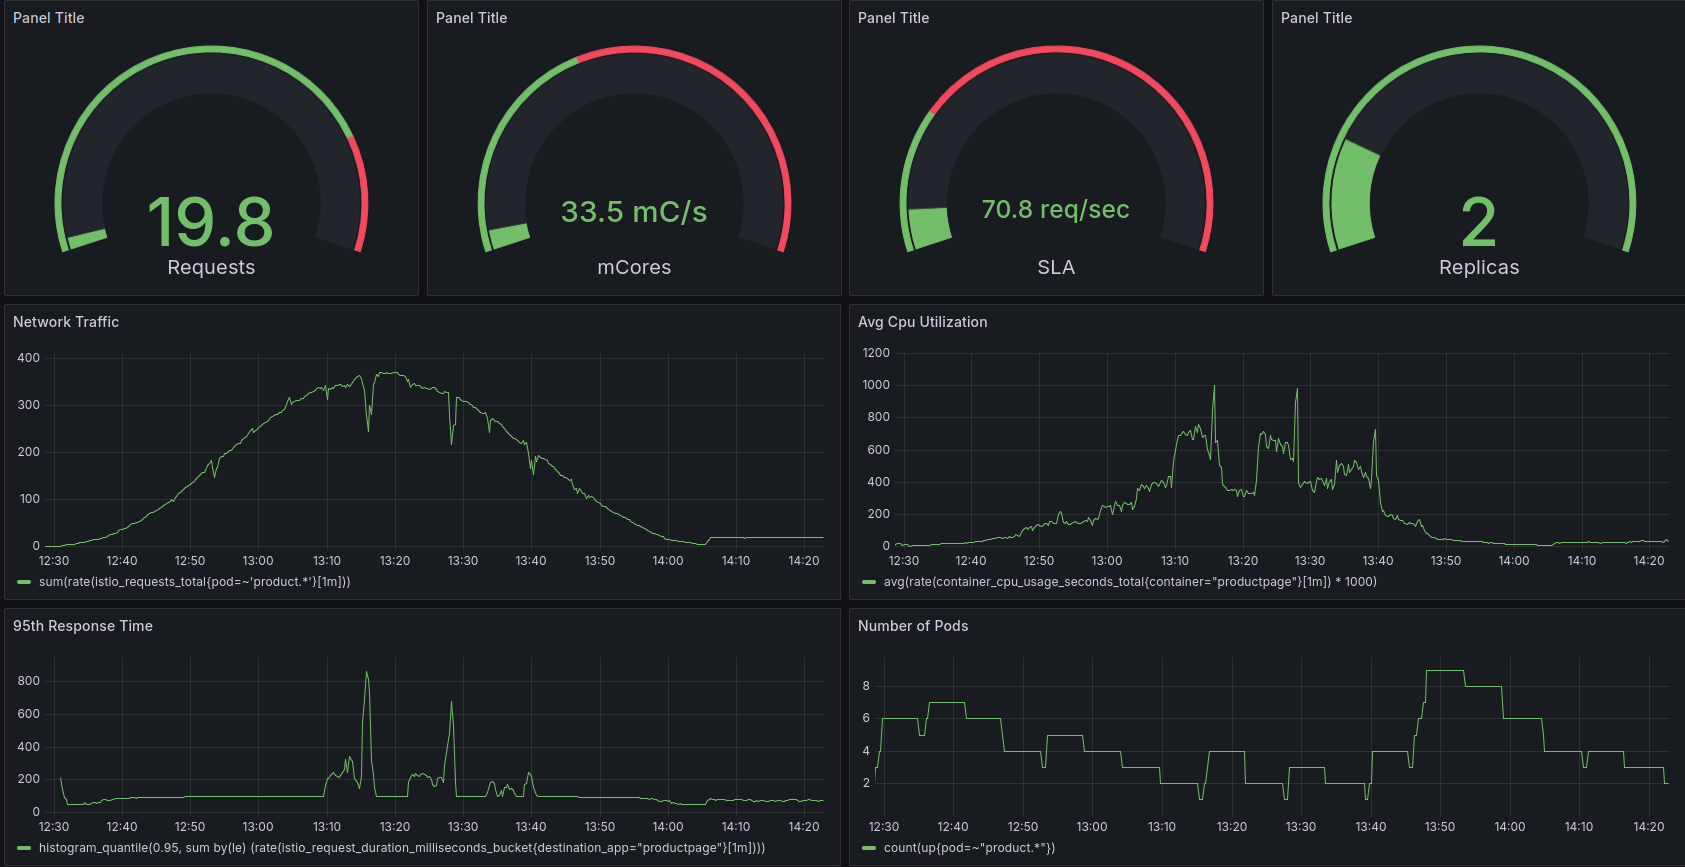 Panel Title
19.8
Requests
Panel Title
33.5 mC/s
mCores
Panel Title
70.8 req/sec
SLA
Panel Title
2
Replicas
Network Traffic
400
300
200
100
0
12:30 12:40 12:50 13:00 13:10 13:20 13:30 13:40 13:50 14:00 14:10 14:20
sum(rate(istio_requests_total{pod=~'product.*'}[1m]))
Avg Cpu Utilization
1200
1000
800
600
400
200
0
12:30 12:40 12:50 13:00 13:10 13:20 13:30 13:40 13:50 14:00 14:10 14:20
avg(rate(container_cpu_usage_seconds_total{container="productpage"}[1m]) * 1000)
95th Response Time
800
600
400
200
0
12:30 12:40 12:50 13:00 13:10 13:20 13:30 13:40 13:50 14:00 14:10 14:20
histogram_quantile(0.95, sum by(le) (rate(istio_request_duration_milliseconds_bucket{destination_app="productpage"}[1m])))
Number of Pods
8
6
4
2
12:30 12:40 12:50 13:00 13:10 13:20 13:30 13:40 13:50 14:00 14:10 14:20
count(up{pod=~"product.*"})